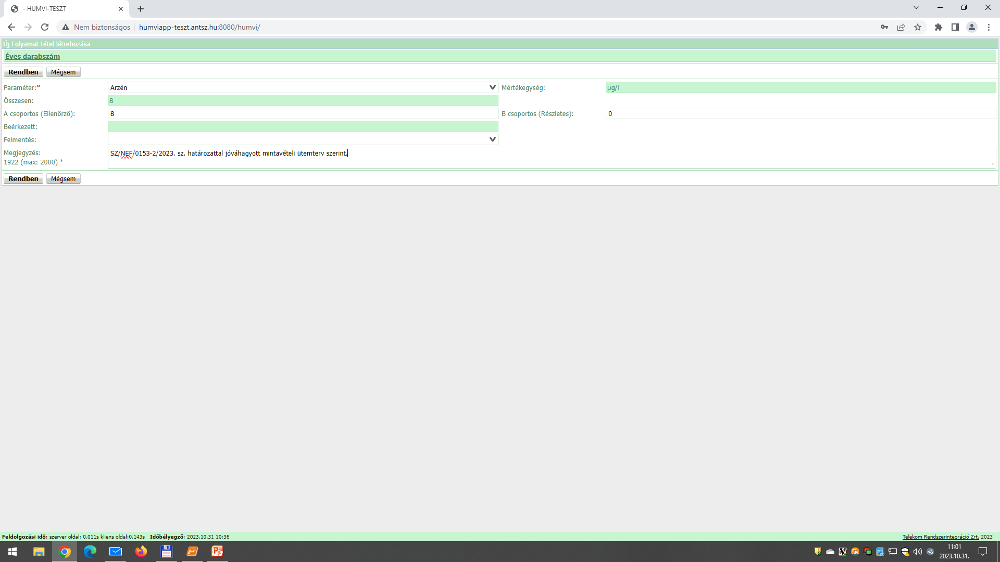 - HUMVI-TESZT
Nem biztonságos | humviapp-teszt.antsz.hu:8080/humvi/
Új Folyamat-tétel létrehozása
Éves darabszám
Rendben Mégsem
Paraméter:* Arzén Mértékegység: µg/l
Összesen: 8
A csoportos (Ellenőrző): 8 B csoportos (Részletes): 0
Beérkezett:
Felmentés:
Megjegyzés: SZ/NEF/0153-2/2023. sz. határozattal jóváhagyott mintavételi ütemterv szerint.
1922 (max: 2000) *
Rendben Mégsem
Feldolgozási idő: szerver oldal: 0,011s kliens oldal:0,143s Időbélyegző: 2023.10.31 10:36 Telekom Rendszerintegráció Zrt. 2023
11:01
2023.10.31.